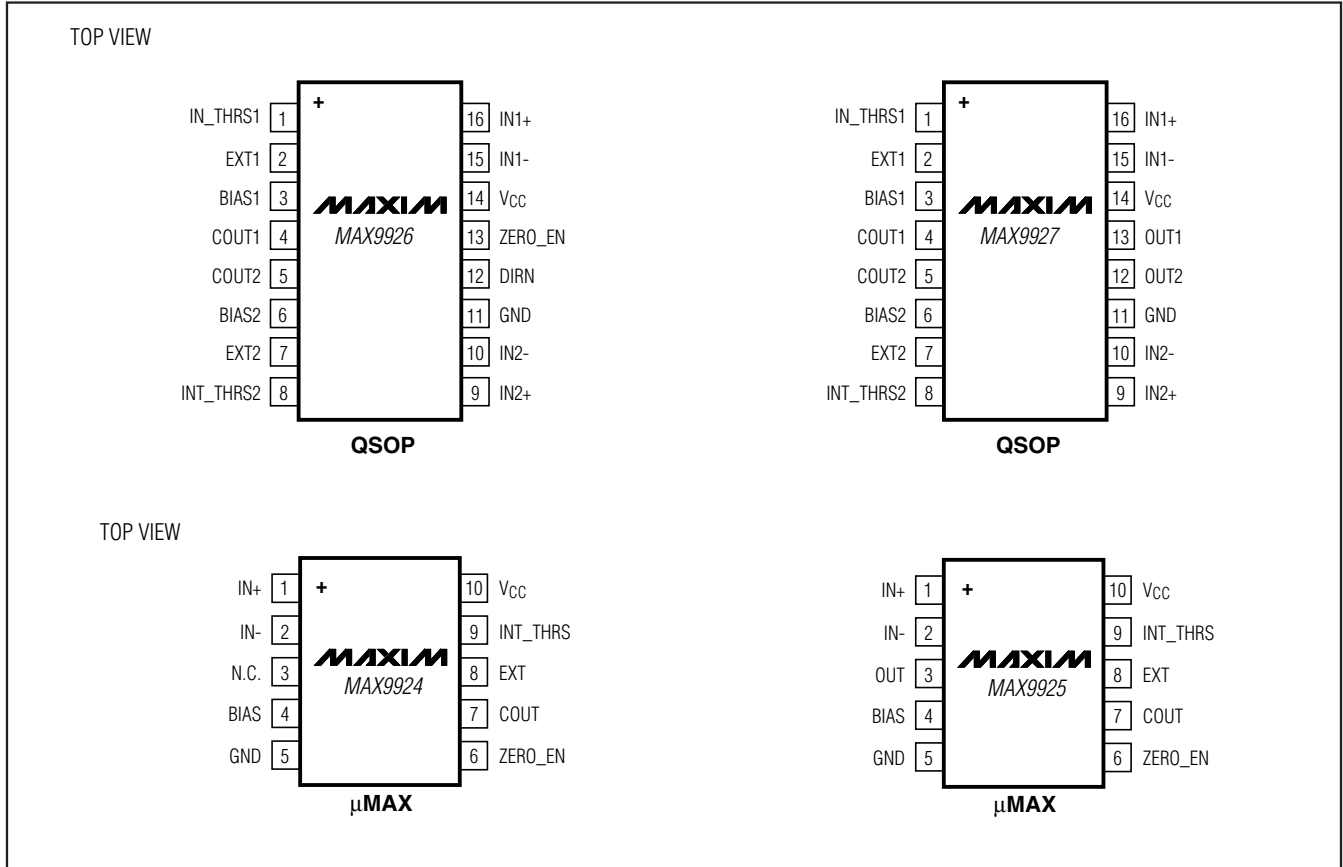 TOP VIEW
+
IN_THRS1 1 16 IN1+
EXT1 2 15 IN1-
BIAS1 3 14 VCC
MAXIM
COUT1 4 MAX9926 13 ZERO_EN
COUT2 5 12 DIRN
BIAS2 6 11 GND
EXT2 7 10 IN2-
INT_THRS2 8 9 IN2+
QSOP
+
IN_THRS1 1 16 IN1+
EXT1 2 15 IN1-
BIAS1 3 14 VCC
MAXIM
COUT1 4 MAX9927 13 OUT1
COUT2 5 12 OUT2
BIAS2 6 11 GND
EXT2 7 10 IN2-
INT_THRS2 8 9 IN2+
QSOP
TOP VIEW
IN+ 1 + 10 VCC
IN- 2 9 INT_THRS
MAXIM
N.C. 3 MAX9924 8 EXT
BIAS 4 7 COUT
GND 5 6 ZERO_EN
μMAX
IN+ 1 + 10 VCC
IN- 2 9 INT_THRS
MAXIM
OUT 3 MAX9925 8 EXT
BIAS 4 7 COUT
GND 5 6 ZERO_EN
μMAX